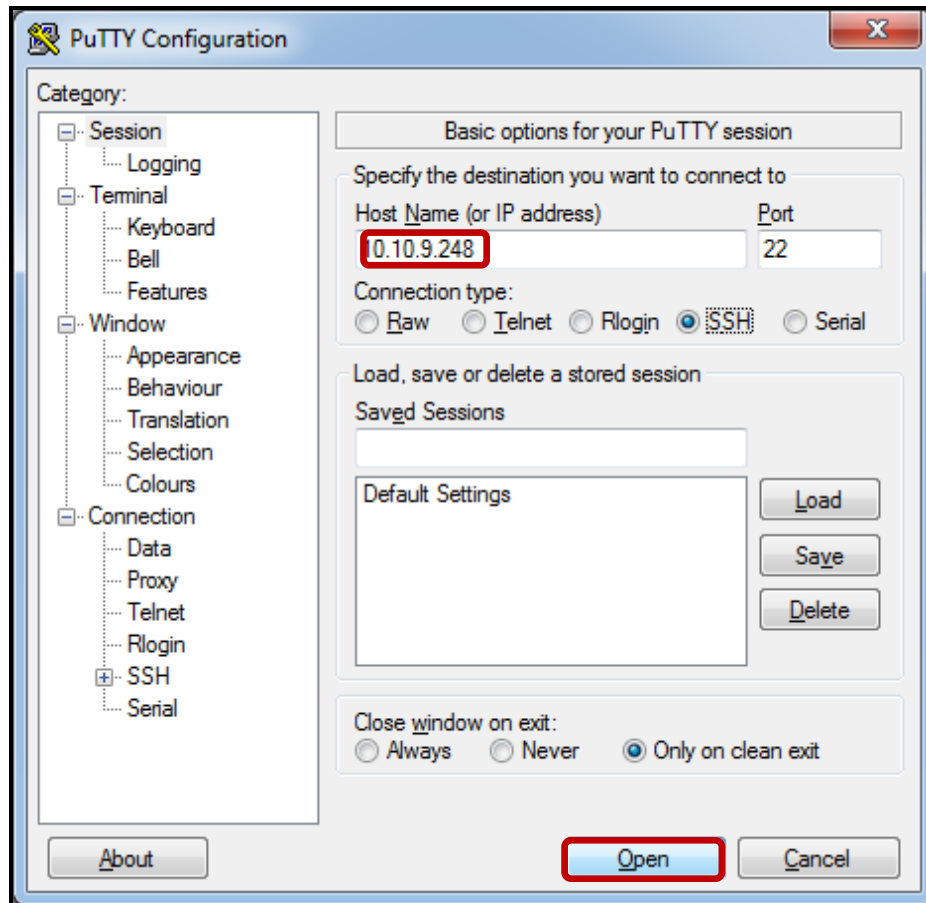 PuTTY Configuration
x
Category:
Session
Logging
Terminal
Keyboard
Bell
Features
Window
Appearance
Behaviour
Translation
Selection
Colours
Connection
Data
Proxy
Telnet
Rlogin
SSH
Serial
Basic options for your PuTTY session
Specify the destination you want to connect to
Host Name (or IP address) Port
10.10.9.248 22
Connection type:
Raw Telnet Rlogin SSH Serial
Load, save or delete a stored session
Saved Sessions
Default Settings
Load
Save
Delete
Close window on exit:
Always Never Only on clean exit
About Open Cancel